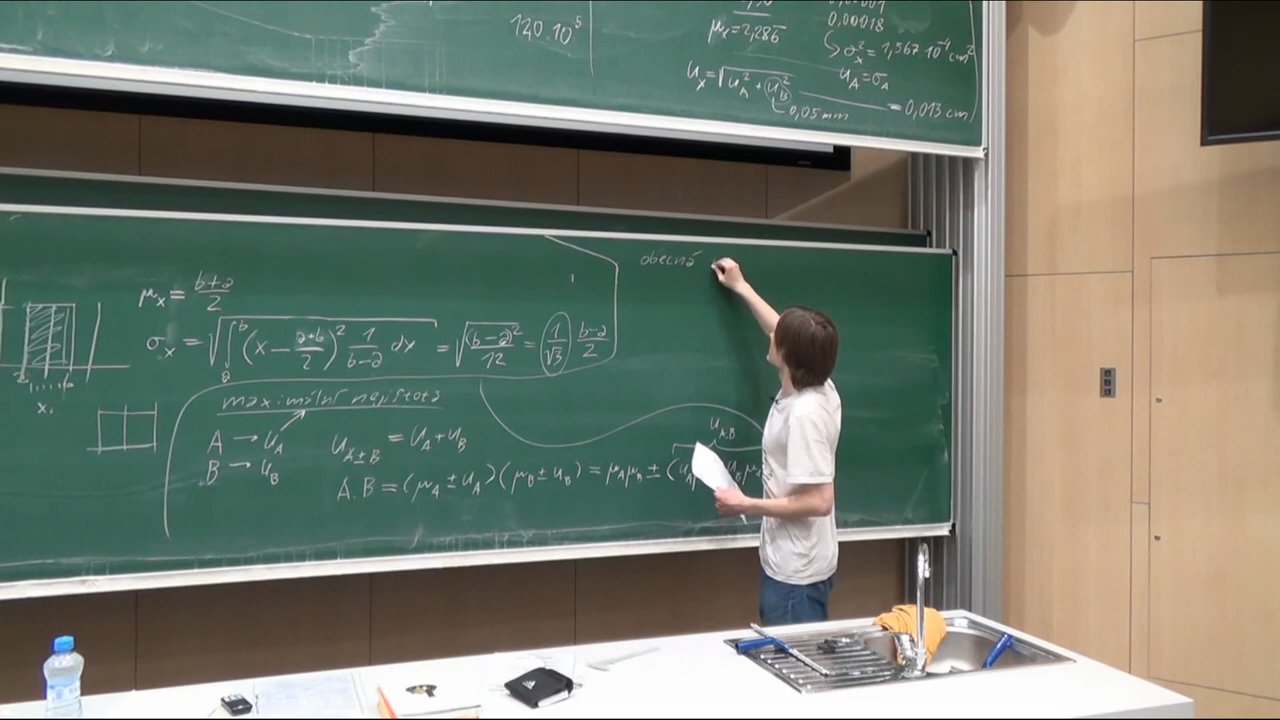 120.10⁵
μₓ=2,286
0,00018
σₓ² = 1,567.10⁻⁴ cm²
u_A=σ_A
uₓ=√(u_A²+u_B²) = 0,013 cm
0,05 mm
obecná
μₓ= (b+a)/2
σₓ = √(∫ₐᵇ (x − (a+b)/2)² 1/(b−a) dx) = √((b−a)²/12) = (1/√3) (b−a)/2
xᵢ
maximální nejistota
A → u_A
u_{A±B} = u_A+u_B
B → u_B
u_{A.B}
A.B = (μ_A ± u_A)(μ_B ± u_B) = μ_Aμ_B ± (u_A